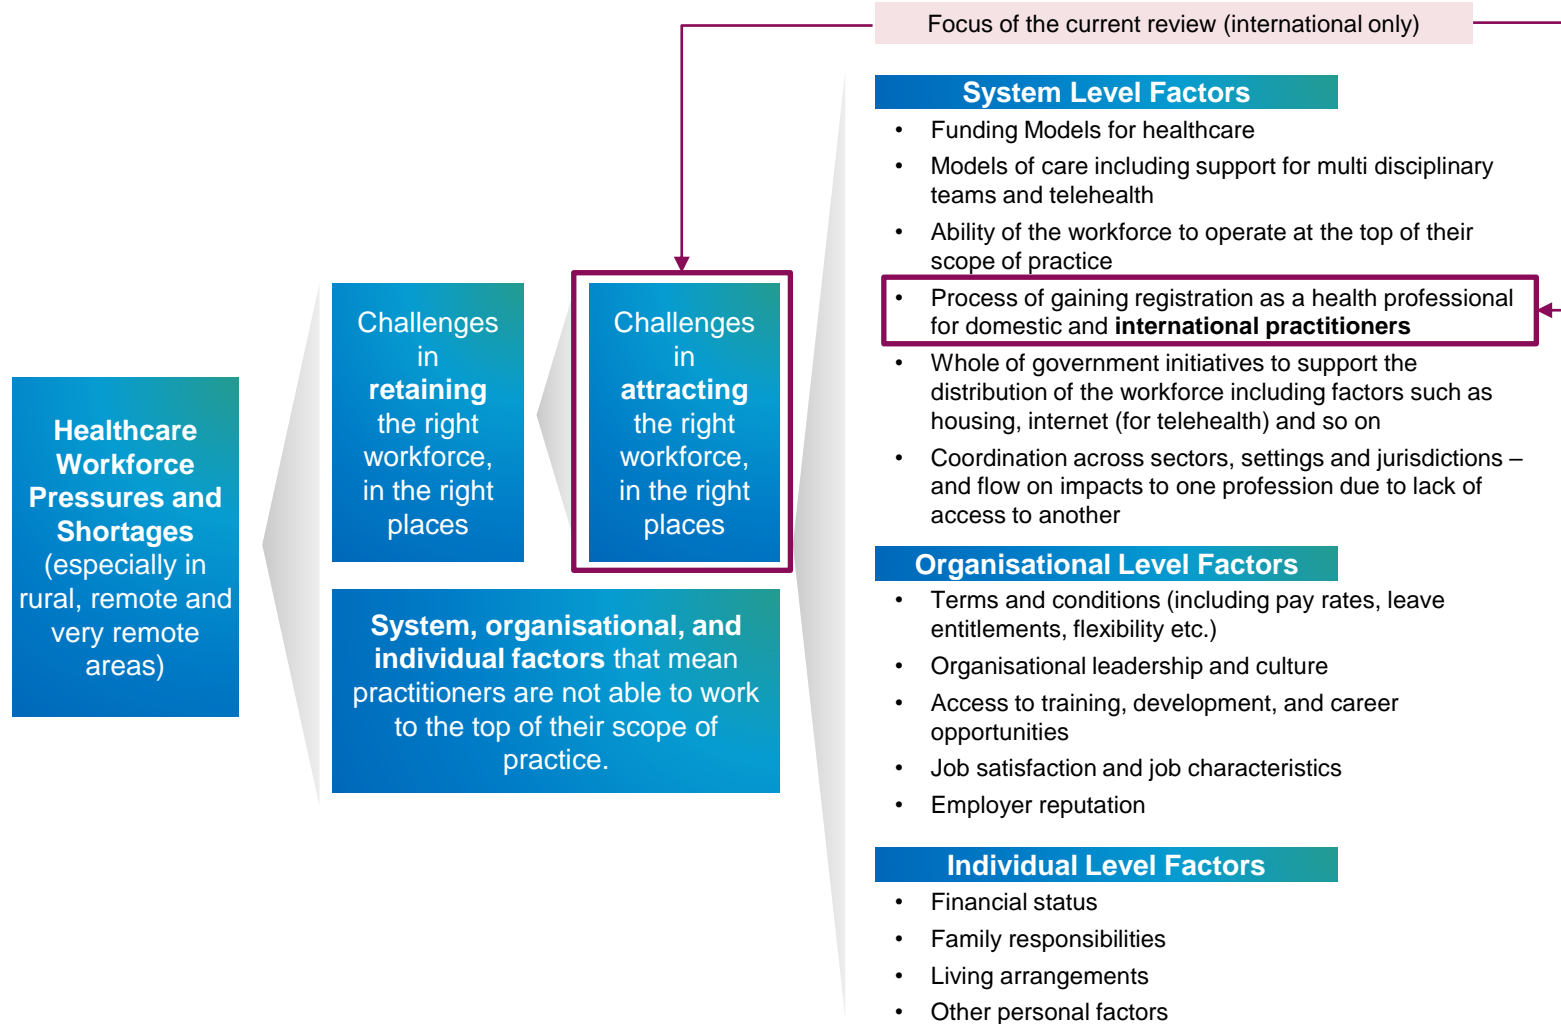 Focus of the current review (international only)
Healthcare
Workforce
Pressures and
Shortages
(especially in
rural, remote and
very remote
areas)
Challenges
in
retaining
the right
workforce,
in the right
places
Challenges
in
attracting
the right
workforce,
in the right
places
System, organisational, and
individual factors that mean
practitioners are not able to work
to the top of their scope of
practice.
System Level Factors
• Funding Models for healthcare
• Models of care including support for multi disciplinary
teams and telehealth
• Ability of the workforce to operate at the top of their
scope of practice
• Process of gaining registration as a health professional
for domestic and international practitioners
• Whole of government initiatives to support the
distribution of the workforce including factors such as
housing, internet (for telehealth) and so on
• Coordination across sectors, settings and jurisdictions –
and flow on impacts to one profession due to lack of
access to another
Organisational Level Factors
• Terms and conditions (including pay rates, leave
entitlements, flexibility etc.)
• Organisational leadership and culture
• Access to training, development, and career
opportunities
• Job satisfaction and job characteristics
• Employer reputation
Individual Level Factors
• Financial status
• Family responsibilities
• Living arrangements
• Other personal factors